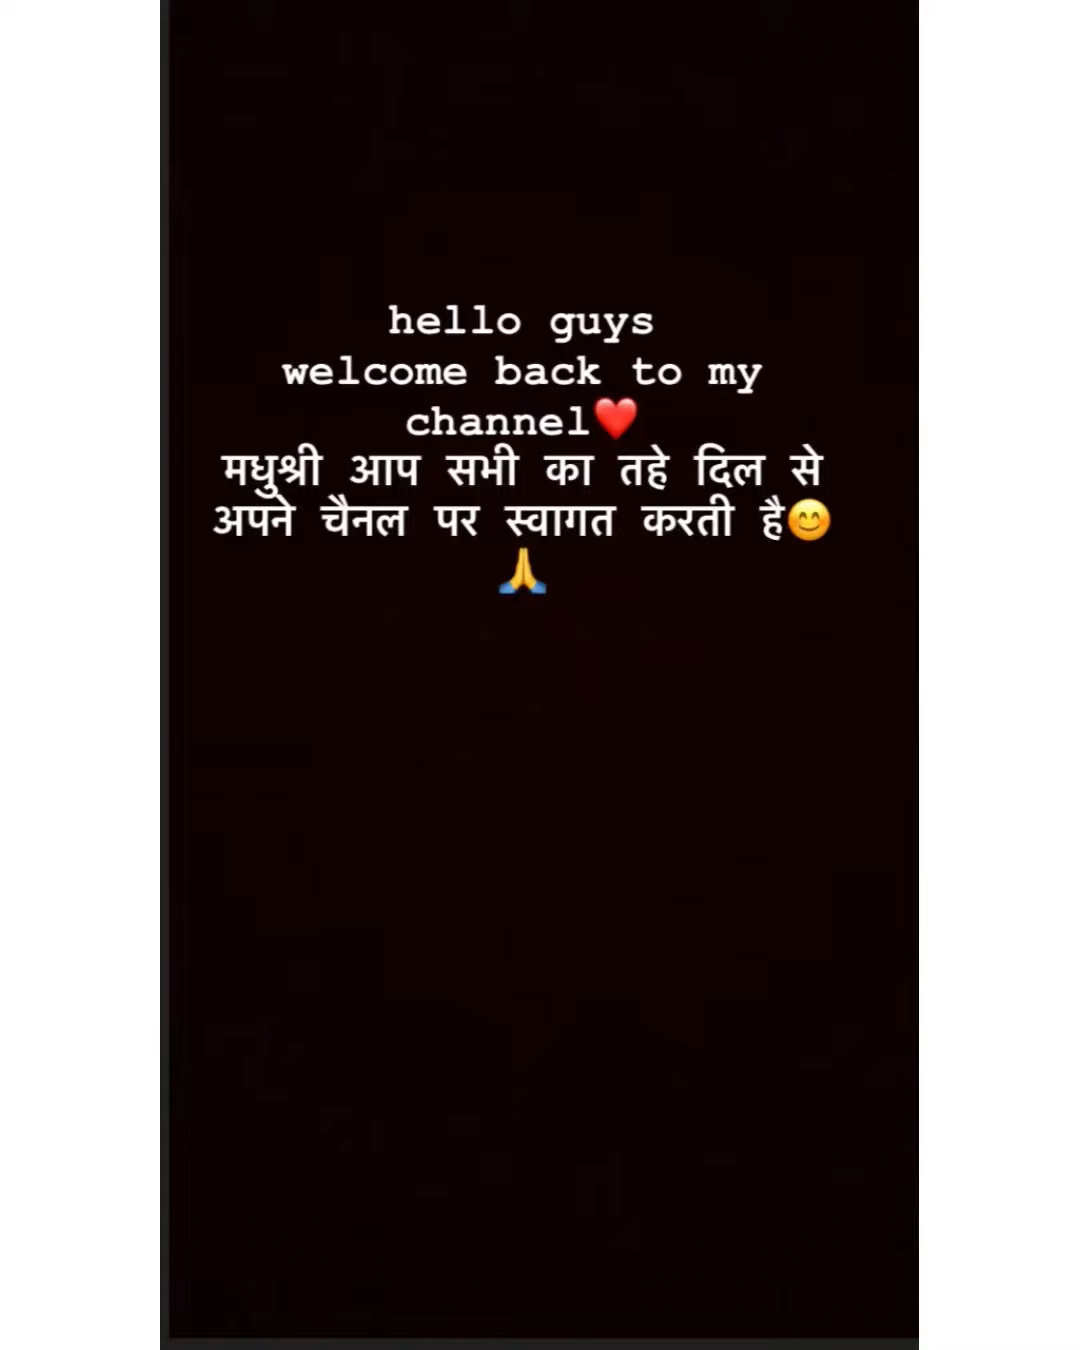 hello guys
welcome back to my
channel❤️
मधुश्री आप सभी का तहे दिल से
अपने चैनल पर स्वागत करती है😊
🙏